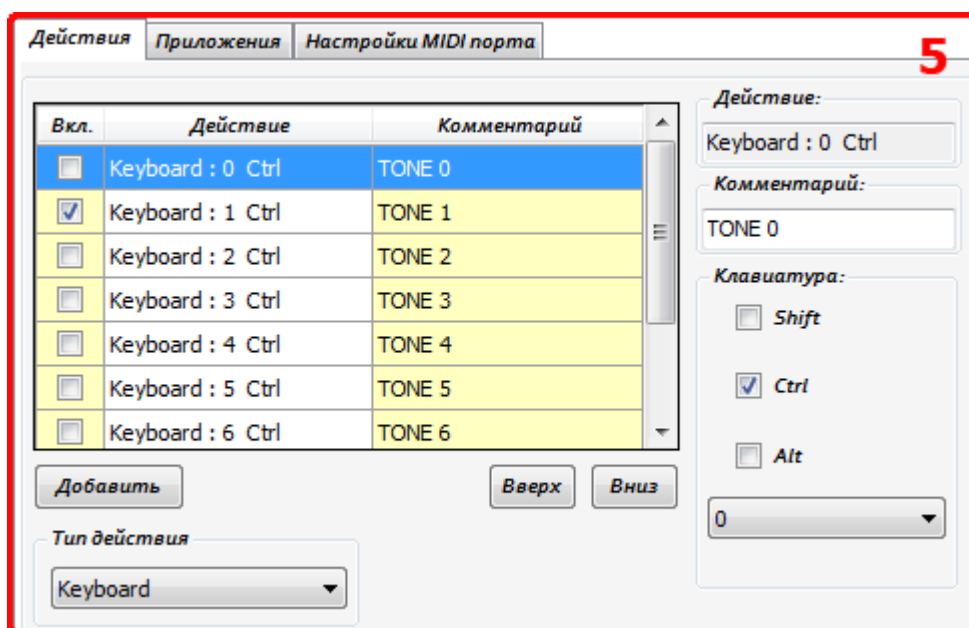 Действия Приложения Настройки MIDI порта
5
Вкл. Действие Комментарий
Keyboard : 0 Ctrl TONE 0
Keyboard : 1 Ctrl TONE 1
Keyboard : 2 Ctrl TONE 2
Keyboard : 3 Ctrl TONE 3
Keyboard : 4 Ctrl TONE 4
Keyboard : 5 Ctrl TONE 5
Keyboard : 6 Ctrl TONE 6
Добавить Вверх Вниз
Тип действия
Keyboard
Действие:
Keyboard : 0 Ctrl
Комментарий:
TONE 0
Клавиатура:
Shift
Ctrl
Alt
0